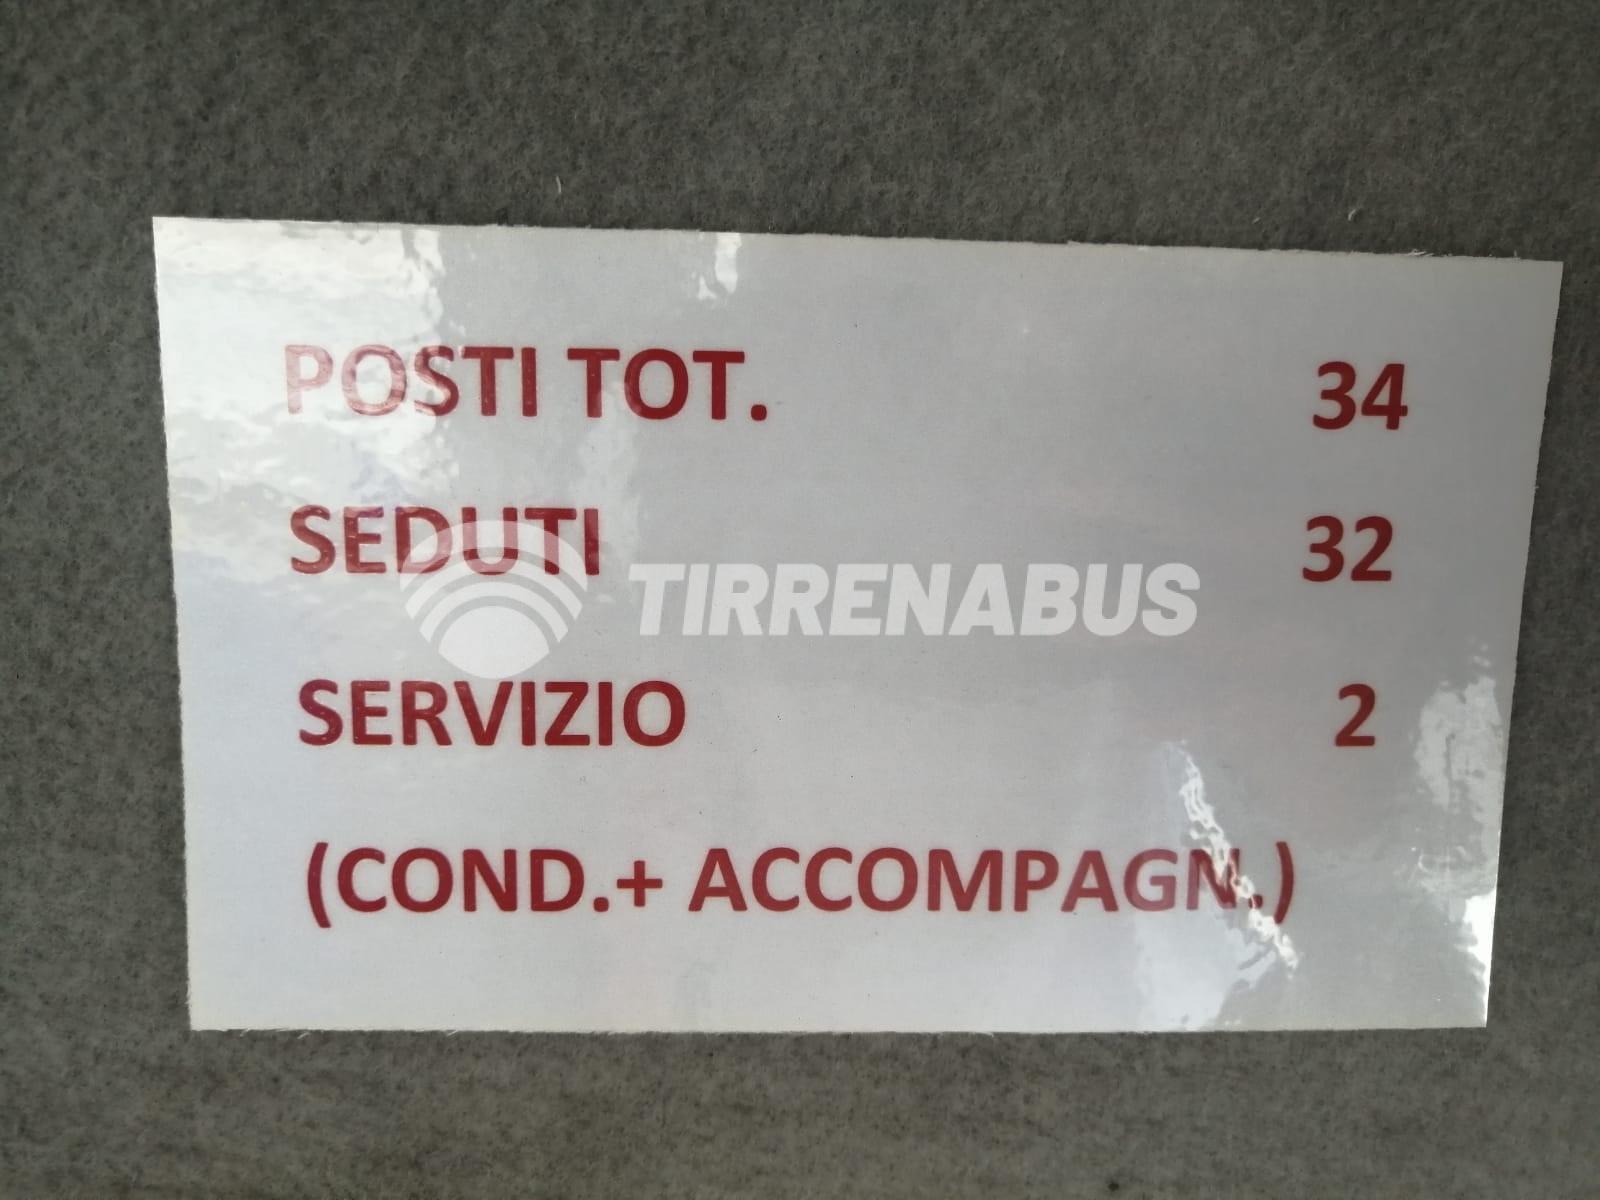 POSTI TOT. 34
SEDUTI 32
TIRRENABUS
SERVIZIO 2
(COND.+ ACCOMPAGN.)